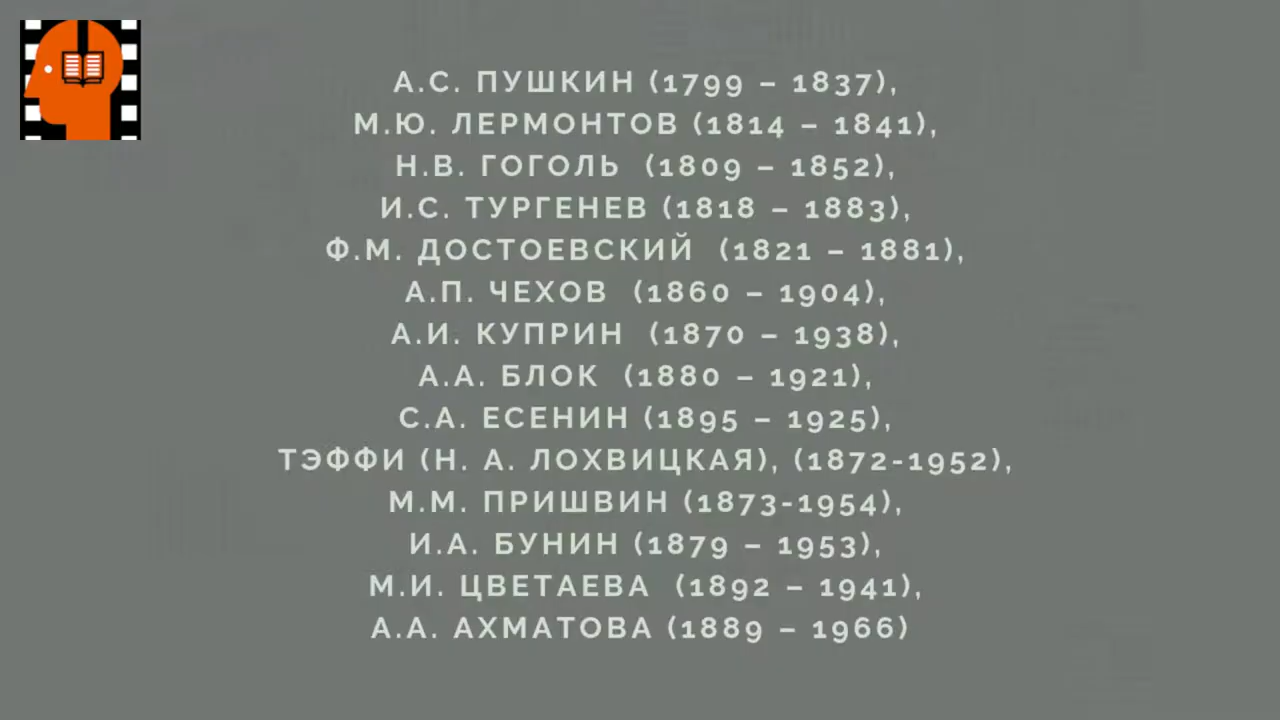 А.С. ПУШКИН (1799 – 1837),
М.Ю. ЛЕРМОНТОВ (1814 – 1841),
Н.В. ГОГОЛЬ (1809 – 1852),
И.С. ТУРГЕНЕВ (1818 – 1883),
Ф.М. ДОСТОЕВСКИЙ (1821 – 1881),
А.П. ЧЕХОВ (1860 – 1904),
А.И. КУПРИН (1870 – 1938),
А.А. БЛОК (1880 – 1921),
С.А. ЕСЕНИН (1895 – 1925),
ТЭФФИ (Н. А. ЛОХВИЦКАЯ), (1872-1952),
М.М. ПРИШВИН (1873-1954),
И.А. БУНИН (1879 – 1953),
М.И. ЦВЕТАЕВА (1892 – 1941),
А.А. АХМАТОВА (1889 – 1966)